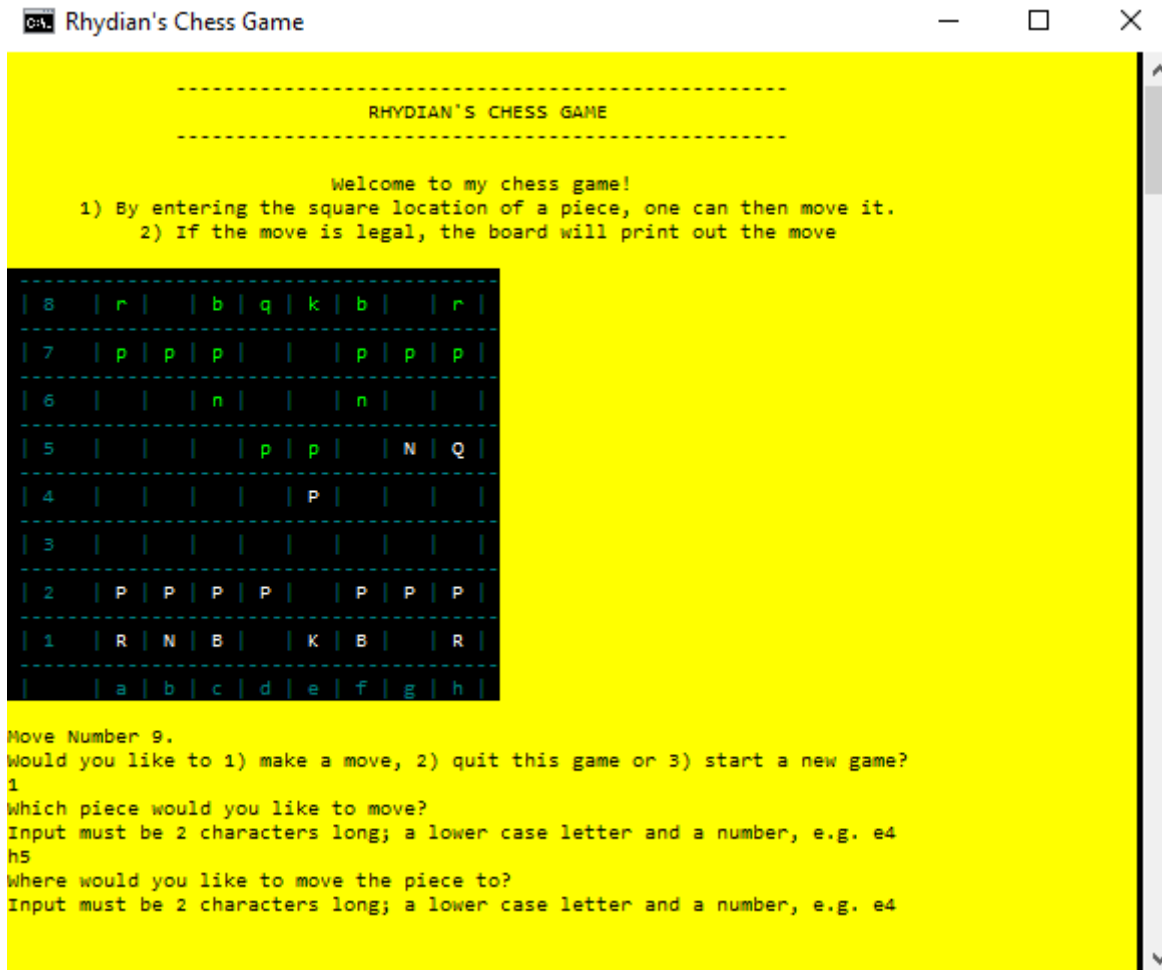 Rhydian's Chess Game
--------------------------------------------------
RHYDIAN'S CHESS GAME
--------------------------------------------------
Welcome to my chess game!
1) By entering the square location of a piece, one can then move it.
2) If the move is legal, the board will print out the move
| 8 | r | | b | q | k | b | | r |
| 7 | p | p | p | | | p | p | p |
| 6 | | | n | | | n | | |
| 5 | | | | p | p | | N | Q |
| 4 | | | | | P | | | |
| 3 | | | | | | | | |
| 2 | P | P | P | P | | P | P | P |
| 1 | R | N | B | | K | B | | R |
| | a | b | c | d | e | f | g | h |
Move Number 9.
Would you like to 1) make a move, 2) quit this game or 3) start a new game?
1
Which piece would you like to move?
Input must be 2 characters long; a lower case letter and a number, e.g. e4
h5
Where would you like to move the piece to?
Input must be 2 characters long; a lower case letter and a number, e.g. e4